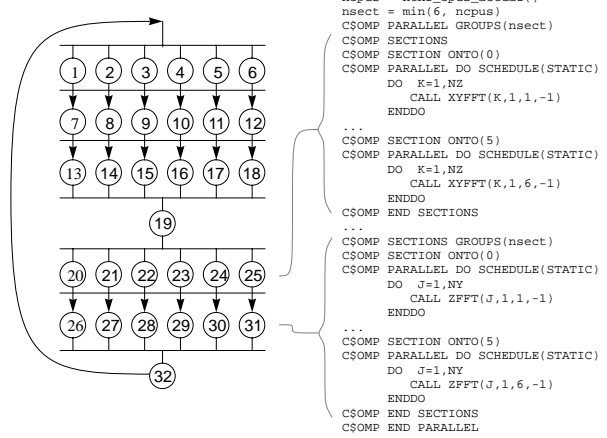 1 2 3 4 5 6
7 8 9 10 11 12
13 14 15 16 17 18
19
20 21 22 23 24 25
26 27 28 29 30 31
32
nsect = min(6, ncpus)
C$OMP PARALLEL GROUPS(nsect)
C$OMP SECTIONS
C$OMP SECTION ONTO(0)
C$OMP PARALLEL DO SCHEDULE(STATIC)
DO K=1,NZ
CALL XYFFT(K,1,1,-1)
ENDDO
...
C$OMP SECTION ONTO(5)
C$OMP PARALLEL DO SCHEDULE(STATIC)
DO K=1,NZ
CALL XYFFT(K,1,6,-1)
ENDDO
C$OMP END SECTIONS
...
C$OMP SECTIONS GROUPS(nsect)
C$OMP SECTION ONTO(0)
C$OMP PARALLEL DO SCHEDULE(STATIC)
DO J=1,NY
CALL ZFFT(J,1,1,-1)
ENDDO
...
C$OMP SECTION ONTO(5)
C$OMP PARALLEL DO SCHEDULE(STATIC)
DO J=1,NY
CALL ZFFT(J,1,6,-1)
ENDDO
C$OMP END SECTIONS
C$OMP END PARALLEL